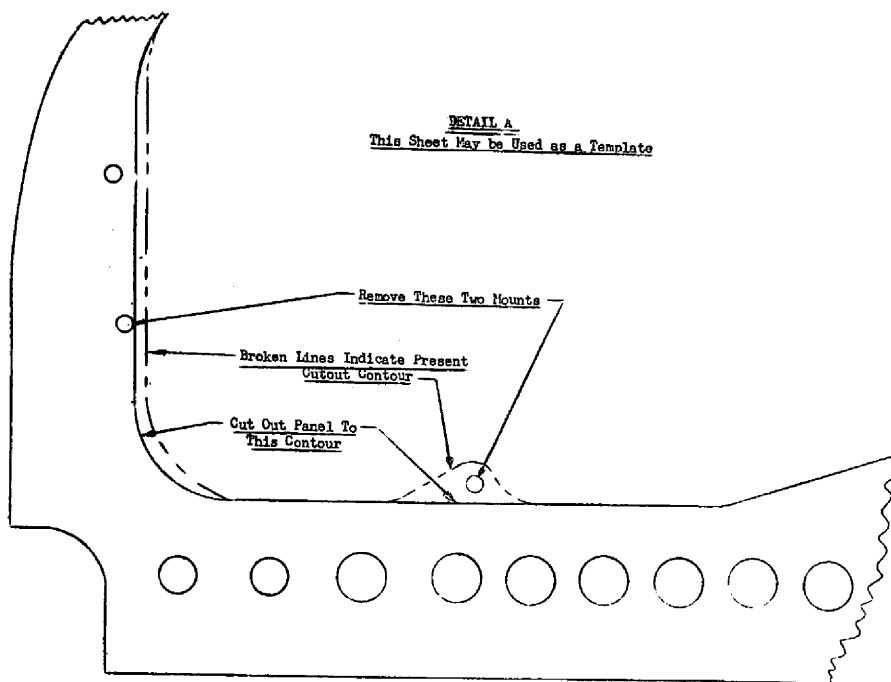 DETAIL A
This Sheet May be Used as a Template
Remove These Two Mounts
Broken Lines Indicate Present
Cutout Contour
Cut Out Panel To
This Contour